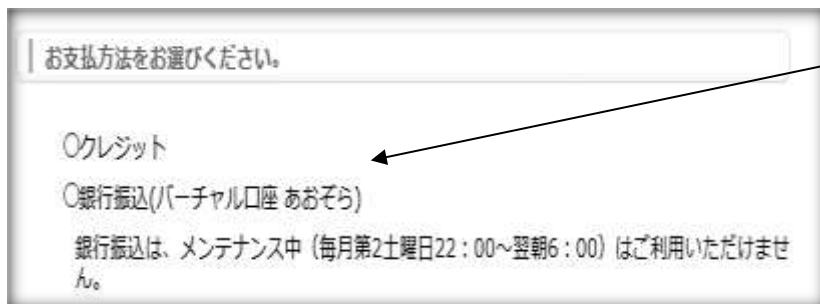 お支払方法をお選びください。
○クレジット
○銀行振込(バーチャル口座 あおぞら)
銀行振込は、メンテナンス中（毎月第2土曜日22：00～翌朝6：00）はご利用いただけませ
ん。